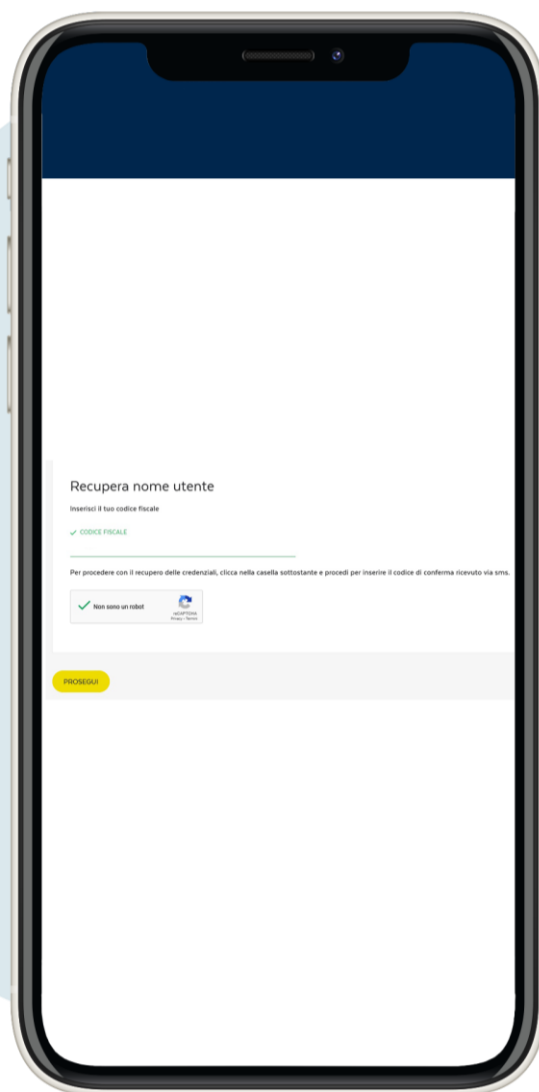 Recupera nome utente
Inserisci il tuo codice fiscale
CODICE FISCALE
Per procedere con il recupero delle credenziali, clicca nella casella sottostante e procedi per inserire il codice di conferma ricevuto via sms.
Non sono un robot
reCAPTCHA
Privacy - Termini
PROSEGUI